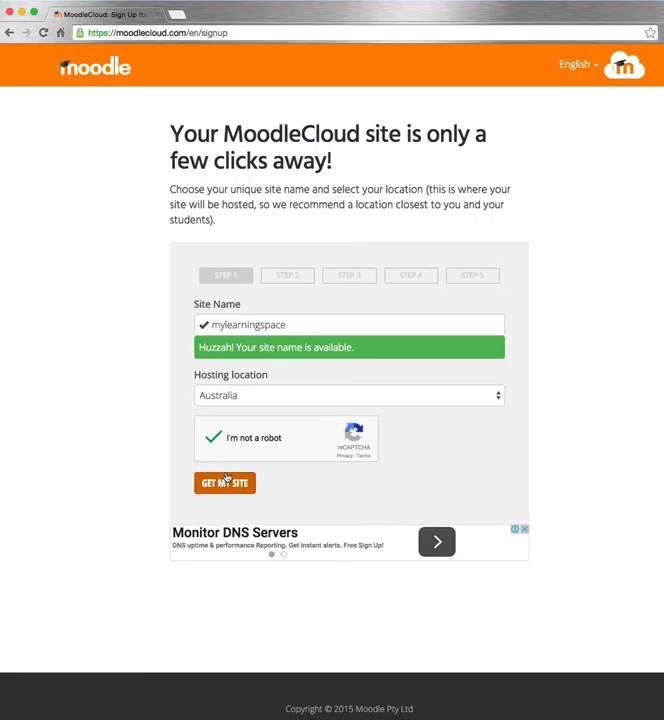 MoodleCloud: Sign Up for
https://moodlecloud.com/en/signup
moodle
English
m
Your MoodleCloud site is only a
few clicks away!
Choose your unique site name and select your location (this is where your
site will be hosted, so we recommend a location closest to you and your
students).
STEP 1 STEP 2 STEP 3 STEP 4 STEP 5
Site Name
mylearningspace
Huzzah! Your site name is available.
Hosting location
Australia
I'm not a robot
reCAPTCHA
Privacy - Terms
GET MY SITE
Monitor DNS Servers
DNS uptime & performance Reporting. Get instant alerts. Free Sign Up!
Copyright © 2015 Moodle Pty Ltd